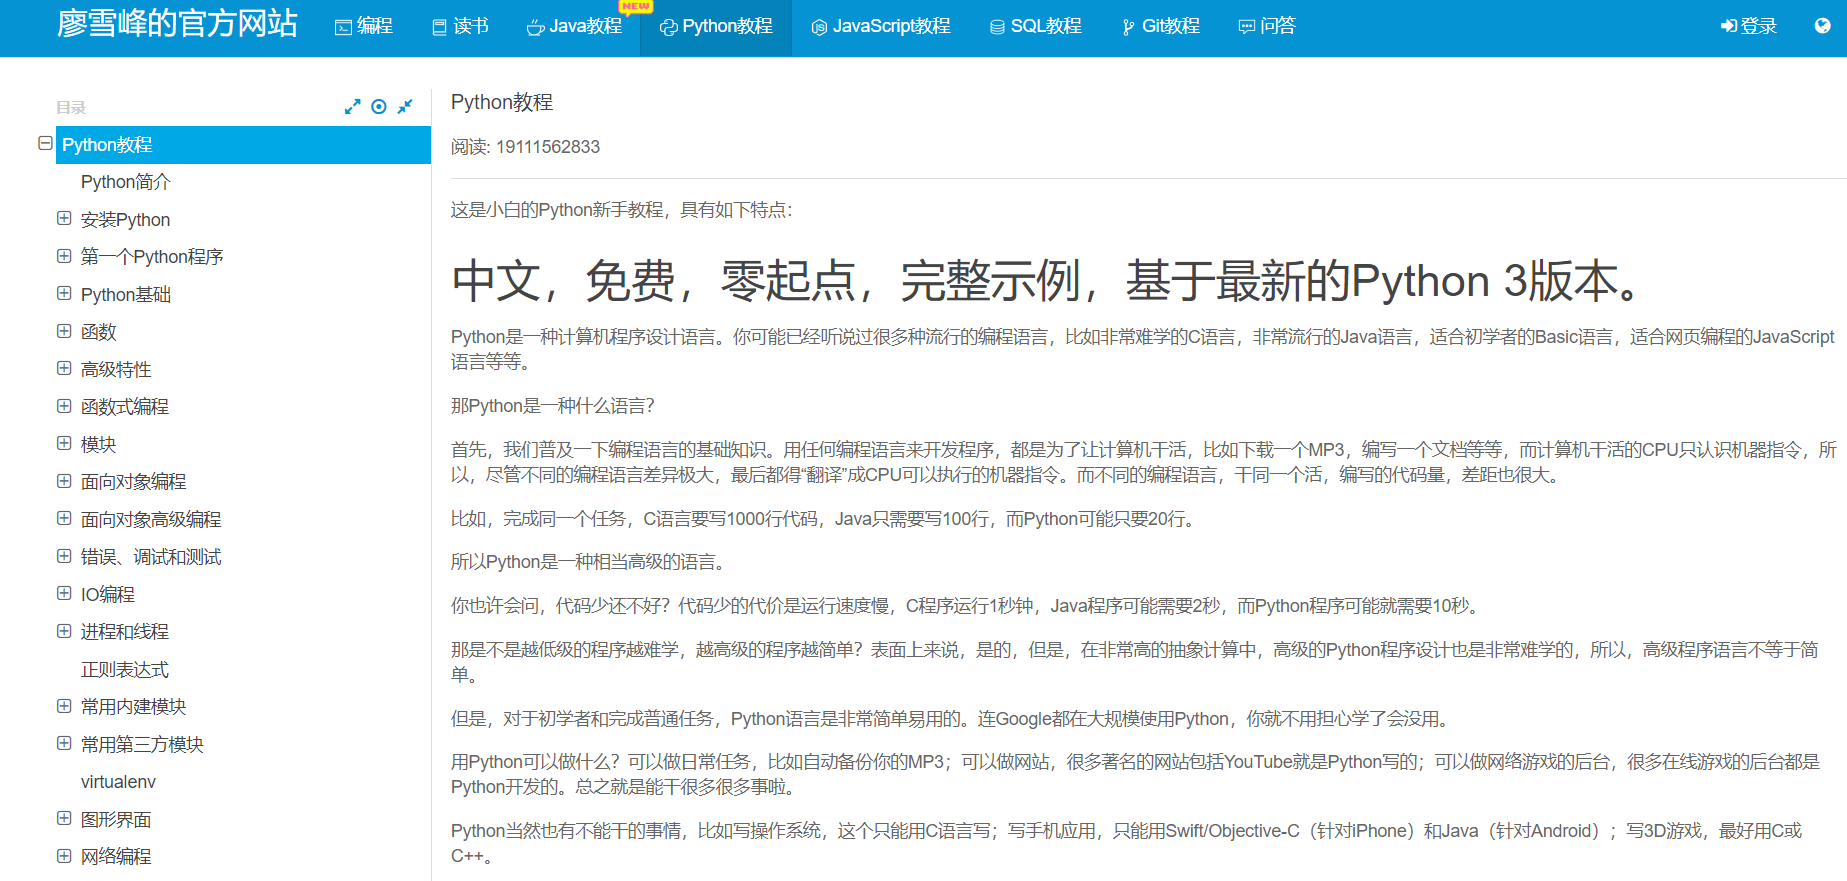 廖雪峰的官方网站
编程
读书
Java教程
NEW
Python教程
JavaScript教程
SQL教程
Git教程
问答
登录
目录
Python教程
Python简介
安装Python
第一个Python程序
Python基础
函数
高级特性
函数式编程
模块
面向对象编程
面向对象高级编程
错误、调试和测试
IO编程
进程和线程
正则表达式
常用内建模块
常用第三方模块
virtualenv
图形界面
网络编程
Python教程
阅读: 19111562833
这是小白的Python新手教程，具有如下特点：
中文，免费，零起点，完整示例，基于最新的Python 3版本。
Python是一种计算机程序设计语言。你可能已经听说过很多种流行的编程语言，比如非常难学的C语言，非常流行的Java语言，适合初学者的Basic语言，适合网页编程的JavaScript
语言等等。
那Python是一种什么语言？
首先，我们普及一下编程语言的基础知识。用任何编程语言来开发程序，都是为了让计算机干活，比如下载一个MP3，编写一个文档等等，而计算机干活的CPU只认识机器指令，所
以，尽管不同的编程语言差异极大，最后都得“翻译”成CPU可以执行的机器指令。而不同的编程语言，干同一个活，编写的代码量，差距也很大。
比如，完成同一个任务，C语言要写1000行代码，Java只需要写100行，而Python可能只要20行。
所以Python是一种相当高级的语言。
你也许会问，代码少还不好？代码少的代价是运行速度慢，C程序运行1秒钟，Java程序可能需要2秒，而Python程序可能就需要10秒。
那是不是越低级的程序越难学，越高级的程序越简单？表面上来说，是的，但是，在非常高的抽象计算中，高级的Python程序设计也是非常难学的，所以，高级程序语言不等于简
单。
但是，对于初学者和完成普通任务，Python语言是非常简单易用的。连Google都在大规模使用Python，你就不用担心学了会没用。
用Python可以做什么？可以做日常任务，比如自动备份你的MP3；可以做网站，很多著名的网站包括YouTube就是Python写的；可以做网络游戏的后台，很多在线游戏的后台都是
Python开发的。总之就是能干很多很多事啦。
Python当然也有不能干的事情，比如写操作系统，这个只能用C语言写；写手机应用，只能用Swift/Objective-C（针对iPhone）和Java（针对Android）；写3D游戏，最好用C或
C++。